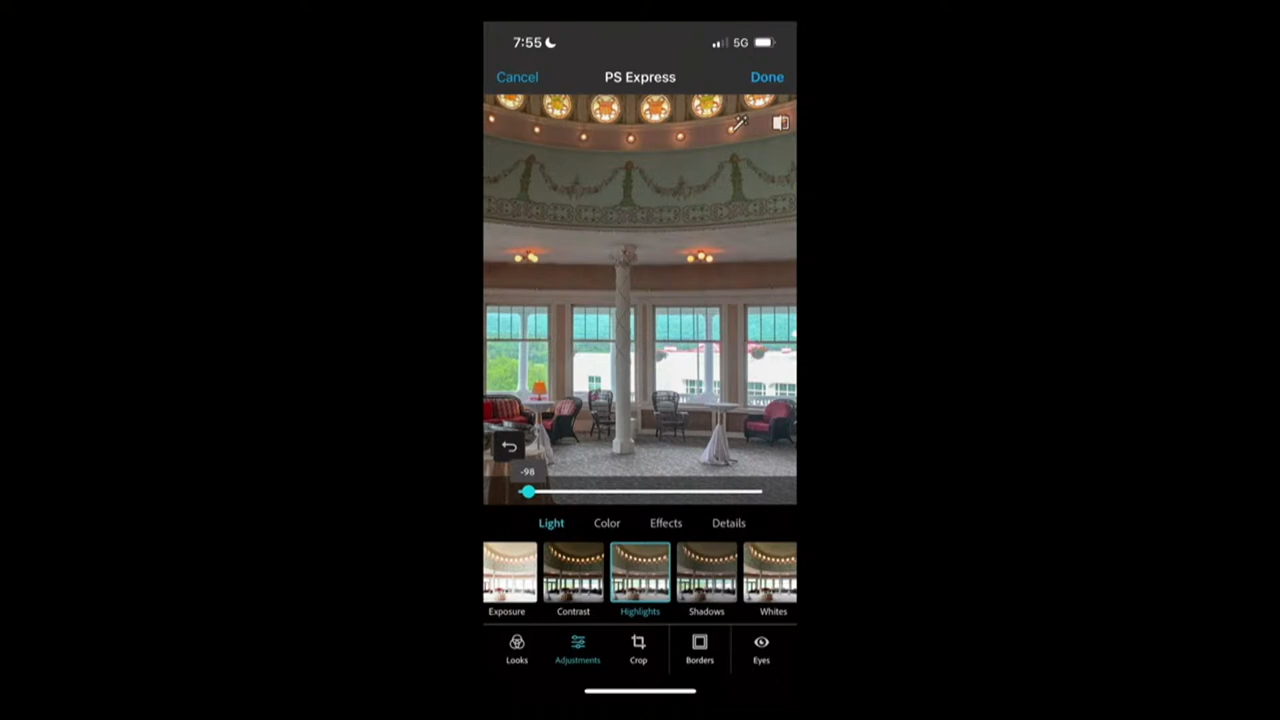 7:55 5G
Cancel PS Express Done
-98
Light Color Effects Details
Exposure Contrast Highlights Shadows Whites
Looks Adjustments Crop Borders Eyes